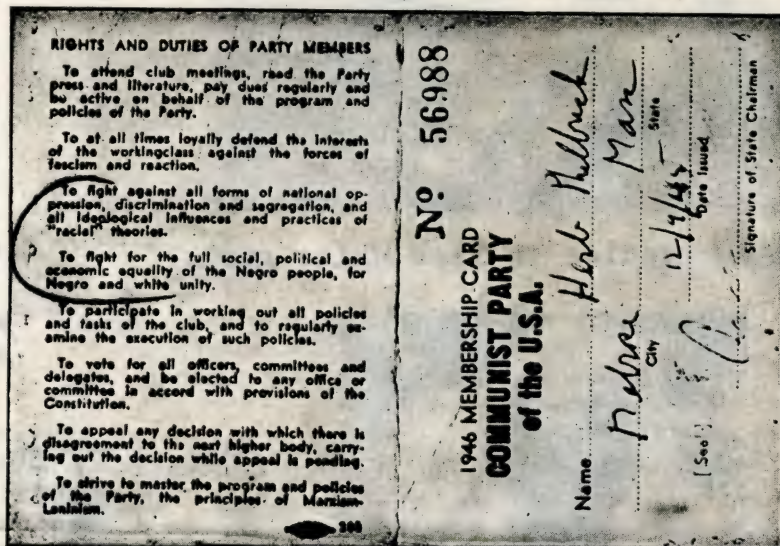 RIGHTS AND DUTIES OF PARTY MEMBERS
To attend club meetings, read the Party
press and literature, pay dues regularly and
be active on behalf of the program and
policies of the Party.
To at all times loyally defend the interests
of the workingclass against the forces of
fascism and reaction.
To fight against all forms of national op-
pression, discrimination and segregation, and
all ideological influences and practices of
"racial" theories.
To fight for the full social, political and
economic equality of the Negro people, for
Negro and white unity.
To participate in working out all policies
and tasks of the club, and to regularly ex-
amine the execution of such policies.
To vote for all officers, committees and
delegates, and be elected to any office or
committee in accord with provisions of the
Constitution.
To appeal any decision with which there is
disagreement to the next higher body, carry-
ing out the decision while appeal is pending.
To strive to master the program and policies
of the Party, the principles of Marxism-
Leninism.
209
No 56988
1946 MEMBERSHIP CARD
COMMUNIST PARTY
of the U.S.A.
Name Herb Philbrick
Mass
City State
12/9/45
[Seal] Date Issued
Signature of State Chairman